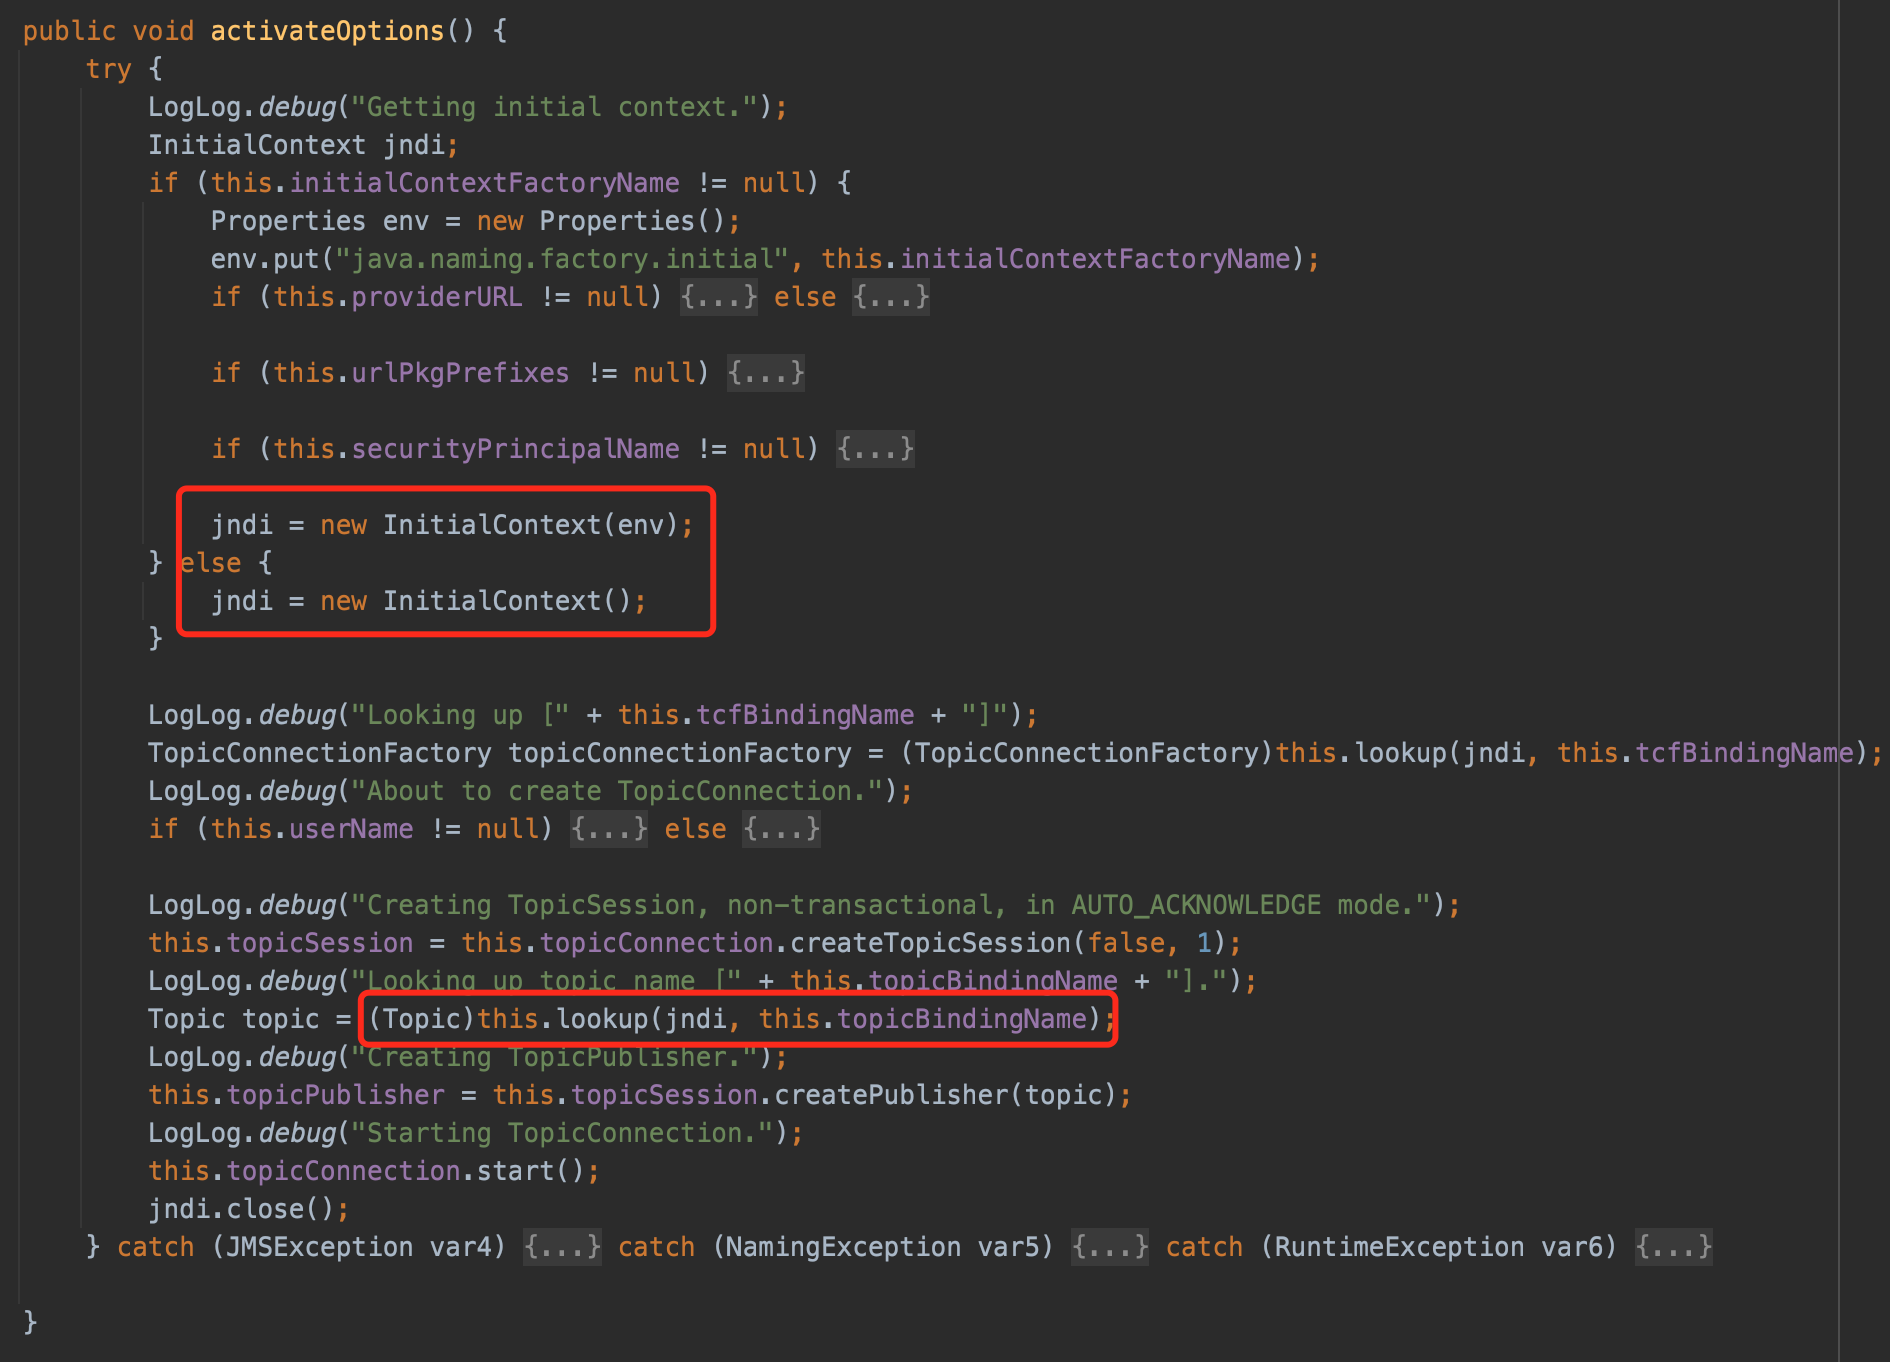 public void activateOptions() {
try {
LogLog.debug("Getting initial context.");
InitialContext jndi;
if (this.initialContextFactoryName != null) {
Properties env = new Properties();
env.put("java.naming.factory.initial", this.initialContextFactoryName);
if (this.providerURL != null) {...} else {...}
if (this.urlPkgPrefixes != null) {...}
if (this.securityPrincipalName != null) {...}
jndi = new InitialContext(env);
} else {
jndi = new InitialContext();
}
LogLog.debug("Looking up [" + this.tcfBindingName + "]");
TopicConnectionFactory topicConnectionFactory = (TopicConnectionFactory)this.lookup(jndi, this.tcfBindingName);
LogLog.debug("About to create TopicConnection.");
if (this.userName != null) {...} else {...}
LogLog.debug("Creating TopicSession, non-transactional, in AUTO_ACKNOWLEDGE mode.");
this.topicSession = this.topicConnection.createTopicSession(false, 1);
LogLog.debug("Looking up topic name [" + this.topicBindingName + "].");
Topic topic = (Topic)this.lookup(jndi, this.topicBindingName);
LogLog.debug("Creating TopicPublisher.");
this.topicPublisher = this.topicSession.createPublisher(topic);
LogLog.debug("Starting TopicConnection.");
this.topicConnection.start();
jndi.close();
} catch (JMSException var4) {...} catch (NamingException var5) {...} catch (RuntimeException var6) {...}
}